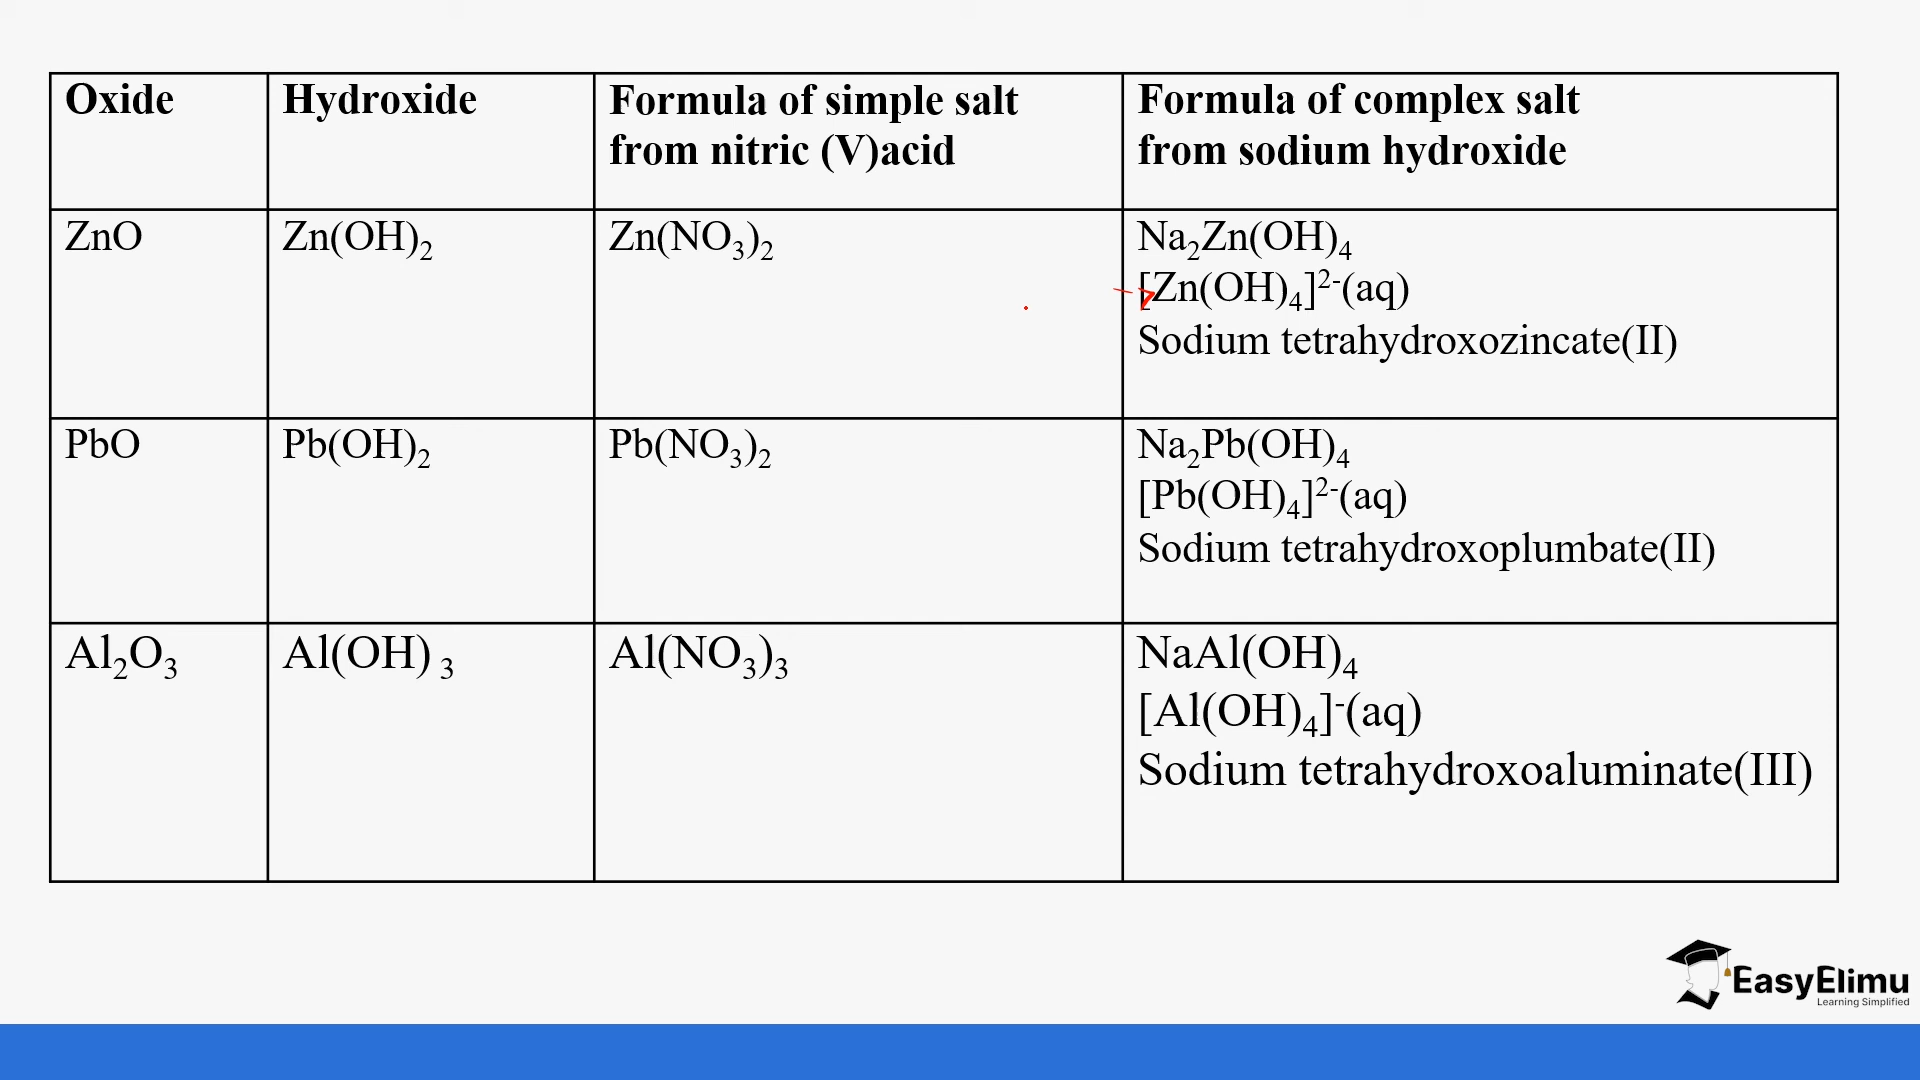 Oxide
Hydroxide
Formula of simple salt
from nitric (V)acid
Formula of complex salt
from sodium hydroxide
ZnO
Zn(OH)₂
Zn(NO₃)₂
Na₂Zn(OH)₄
[Zn(OH)₄]²⁻(aq)
Sodium tetrahydroxozincate(II)
PbO
Pb(OH)₂
Pb(NO₃)₂
Na₂Pb(OH)₄
[Pb(OH)₄]²⁻(aq)
Sodium tetrahydroxoplumbate(II)
Al₂O₃
Al(OH) ₃
Al(NO₃)₃
NaAl(OH)₄
[Al(OH)₄]⁻(aq)
Sodium tetrahydroxoaluminate(III)
EasyElimu
Learning Simplified